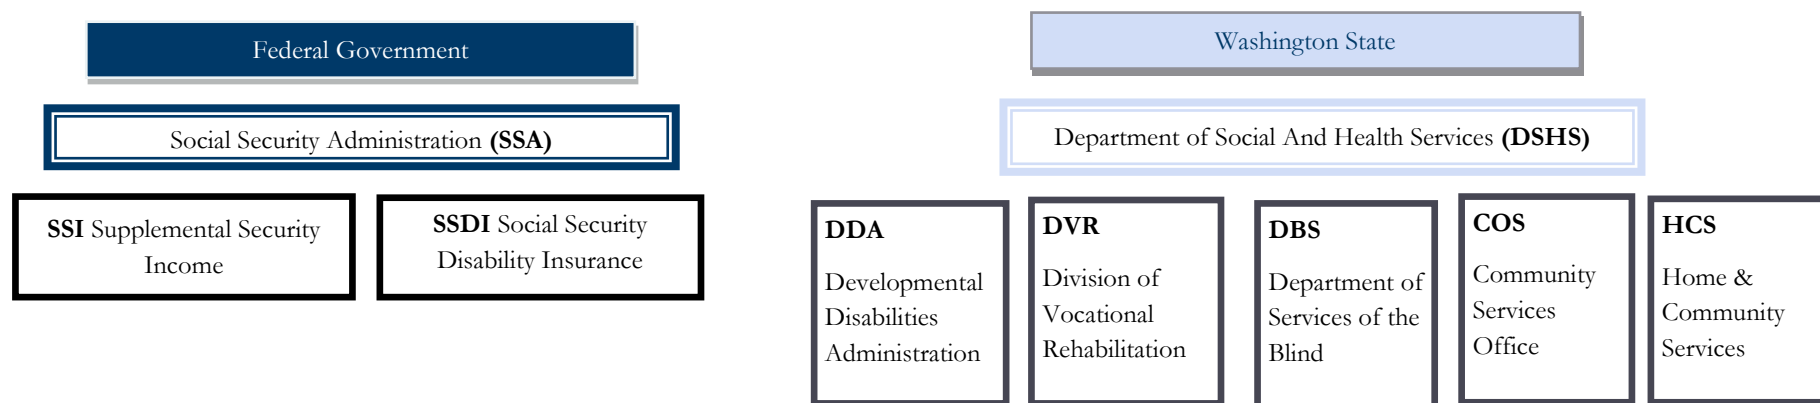 Federal Government
Social Security Administration (SSA)
SSI Supplemental Security
Income
SSDI Social Security
Disability Insurance
Washington State
Department of Social And Health Services (DSHS)
DDA
Developmental
Disabilities
Administration
DVR
Division of
Vocational
Rehabilitation
DBS
Department of
Services of the
Blind
COS
Community
Services
Office
HCS
Home &
Community
Services